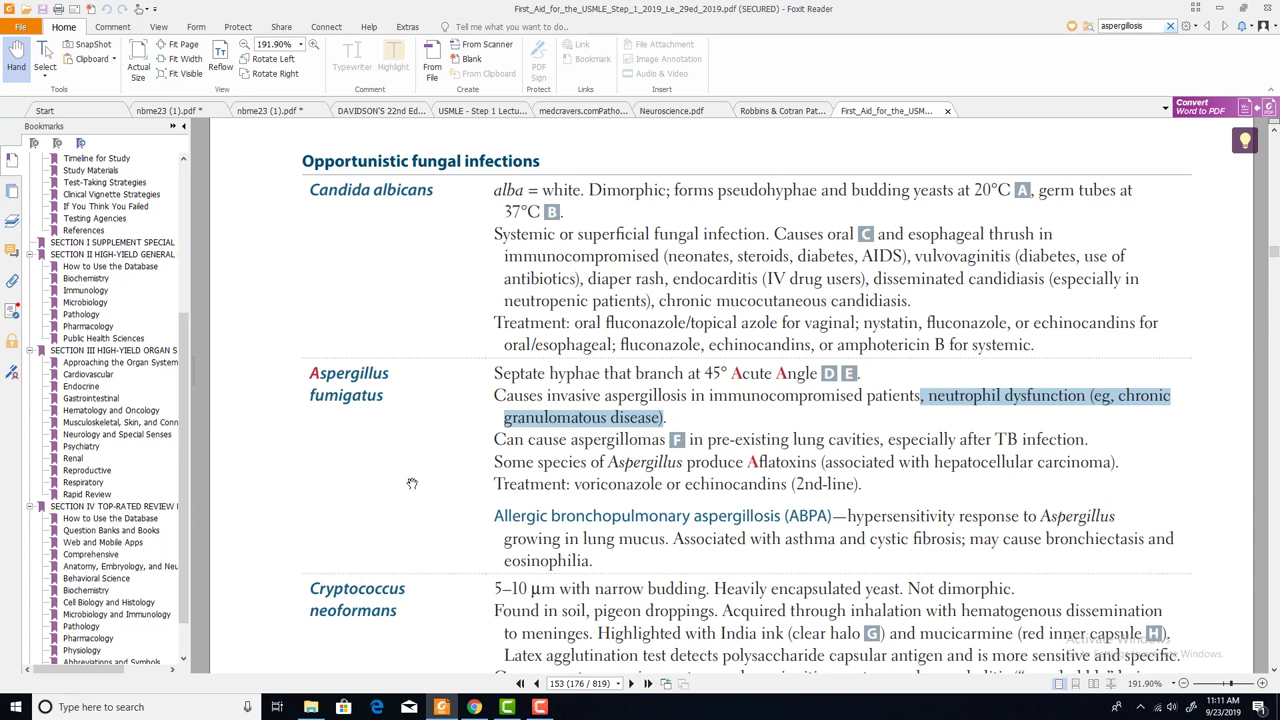 First_Aid_for_the_USMLE_Step_1_2019_Le_29ed_2019.pdf (SECURED) - Foxit Reader
File Home Comment View Form Protect Share Connect Help Extras Tell me what you want to do... aspergillosis
SnapShot Fit Page 191.90% From Scanner Link File Attachment
Clipboard Fit Width Rotate Left Blank Bookmark Image Annotation
Fit Visible Rotate Right From Clipboard Audio & Video
Hand Select Actual Size Reflow Typewriter Highlight From File PDF Sign
Tools View Comment Create Protect Links Insert
Start nbme23 (1).pdf * nbme23 (1).pdf * DAVIDSON'S 22nd Ed... USMLE - Step 1 Lectu... medcravers.comPatho... Neuroscience.pdf Robbins & Cotran Pat... First_Aid_for_the_US...
Convert
Word to PDF
Bookmarks
Timeline for Study
Study Materials
Test-Taking Strategies
Clinical Vignette Strategies
If You Think You Failed
Testing Agencies
References
SECTION I SUPPLEMENT SPECIAL
SECTION II HIGH-YIELD GENERAL
How to Use the Database
Biochemistry
Immunology
Microbiology
Pathology
Pharmacology
Public Health Sciences
SECTION III HIGH-YIELD ORGAN S
Approaching the Organ System
Cardiovascular
Endocrine
Gastrointestinal
Hematology and Oncology
Musculoskeletal, Skin, and Conn
Neurology and Special Senses
Psychiatry
Renal
Reproductive
Respiratory
Rapid Review
SECTION IV TOP-RATED REVIEW
How to Use the Database
Question Banks and Books
Web and Mobile Apps
Comprehensive
Anatomy, Embryology, and Neu
Behavioral Science
Biochemistry
Cell Biology and Histology
Microbiology and Immunology
Pathology
Pharmacology
Physiology
Abbreviations and Symbols
Opportunistic fungal infections
Candida albicans
alba = white. Dimorphic; forms pseudohyphae and budding yeasts at 20°C A, germ tubes at
37°C B.
Systemic or superficial fungal infection. Causes oral C and esophageal thrush in
immunocompromised (neonates, steroids, diabetes, AIDS), vulvovaginitis (diabetes, use of
antibiotics), diaper rash, endocarditis (IV drug users), disseminated candidiasis (especially in
neutropenic patients), chronic mucocutaneous candidiasis.
Treatment: oral fluconazole/topical azole for vaginal; nystatin, fluconazole, or echinocandins for
oral/esophageal; fluconazole, echinocandins, or amphotericin B for systemic.
Aspergillus
fumigatus
Septate hyphae that branch at 45° Acute Angle D E.
Causes invasive aspergillosis in immunocompromised patients, neutrophil dysfunction (eg, chronic
granulomatous disease).
Can cause aspergillomas F in pre-existing lung cavities, especially after TB infection.
Some species of Aspergillus produce Aflatoxins (associated with hepatocellular carcinoma).
Treatment: voriconazole or echinocandins (2nd-line).
Allergic bronchopulmonary aspergillosis (ABPA)—hypersensitivity response to Aspergillus
growing in lung mucus. Associated with asthma and cystic fibrosis; may cause bronchiectasis and
eosinophilia.
Cryptococcus
neoformans
5–10 μm with narrow budding. Heavily encapsulated yeast. Not dimorphic.
Found in soil, pigeon droppings. Acquired through inhalation with hematogenous dissemination
to meninges. Highlighted with India ink (clear halo G) and mucicarmine (red inner capsule H).
Latex agglutination test detects polysaccharide capsular antigen and is more sensitive and specific.
Activate Windows
153 (176 / 819) 191.90%
Type here to search
11:11 AM
9/23/2019